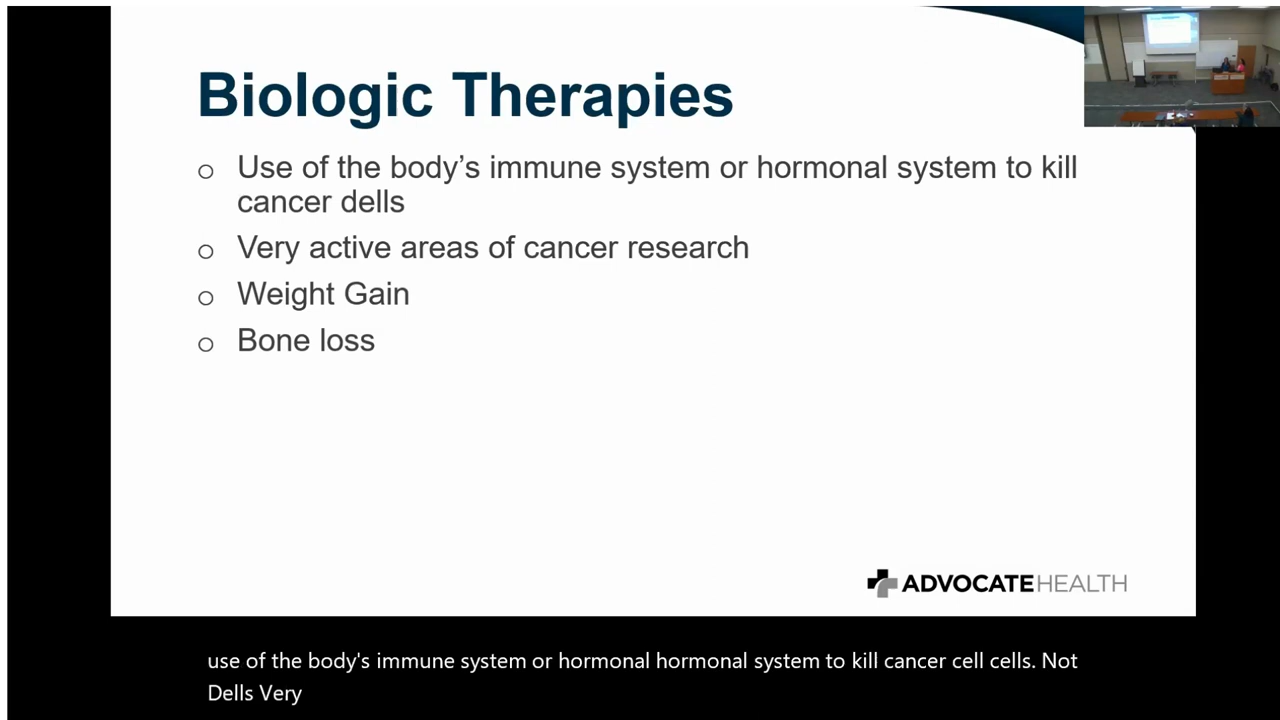 Biologic Therapies
Use of the body’s immune system or hormonal system to kill
cancer dells
Very active areas of cancer research
Weight Gain
Bone loss
ADVOCATEHEALTH
use of the body's immune system or hormonal hormonal system to kill cancer cell cells. Not
Dells Very